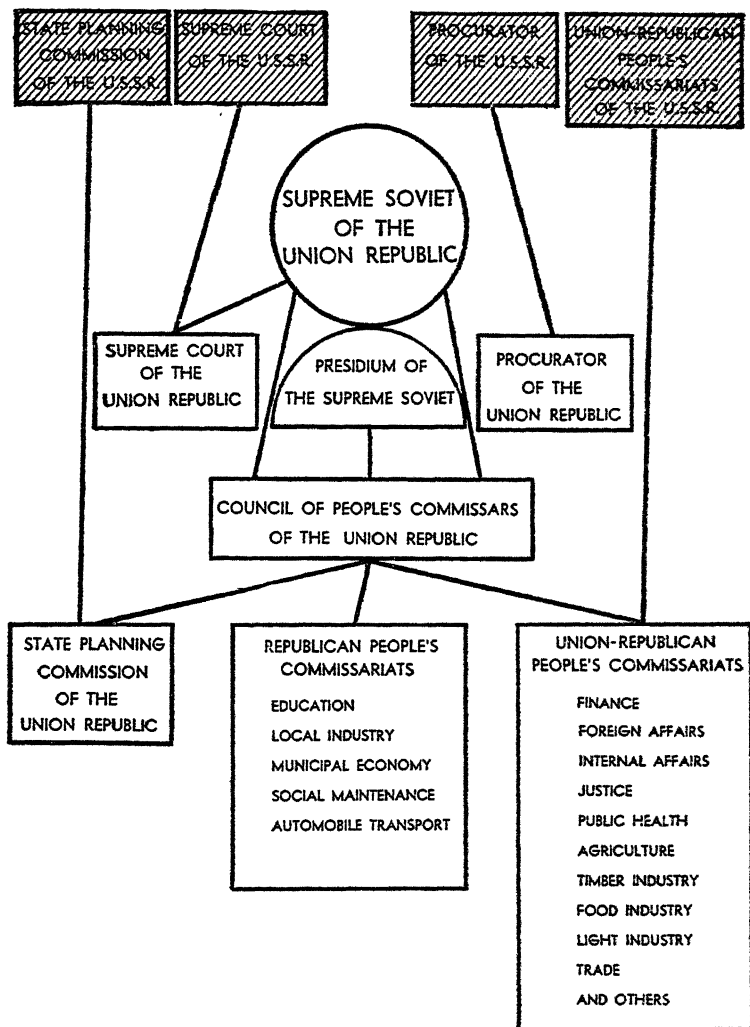 STATE PLANNING
COMMISSION
OF THE U.S.S.R.
SUPREME COURT
OF THE U.S.S.R.
PROCURATOR
OF THE U.S.S.R.
UNION-REPUBLICAN
PEOPLE'S
COMMISSARIATS
OF THE U.S.S.R.
SUPREME SOVIET
OF THE
UNION REPUBLIC
SUPREME COURT
OF THE
UNION REPUBLIC
PRESIDIUM OF
THE SUPREME SOVIET
PROCURATOR
OF THE
UNION REPUBLIC
COUNCIL OF PEOPLE'S COMMISSARS
OF THE UNION REPUBLIC
STATE PLANNING
COMMISSION
OF THE
UNION REPUBLIC
REPUBLICAN PEOPLE'S
COMMISSARIATS
EDUCATION
LOCAL INDUSTRY
MUNICIPAL ECONOMY
SOCIAL MAINTENANCE
AUTOMOBILE TRANSPORT
UNION-REPUBLICAN
PEOPLE'S COMMISSARIATS
FINANCE
FOREIGN AFFAIRS
INTERNAL AFFAIRS
JUSTICE
PUBLIC HEALTH
AGRICULTURE
TIMBER INDUSTRY
FOOD INDUSTRY
LIGHT INDUSTRY
TRADE
AND OTHERS